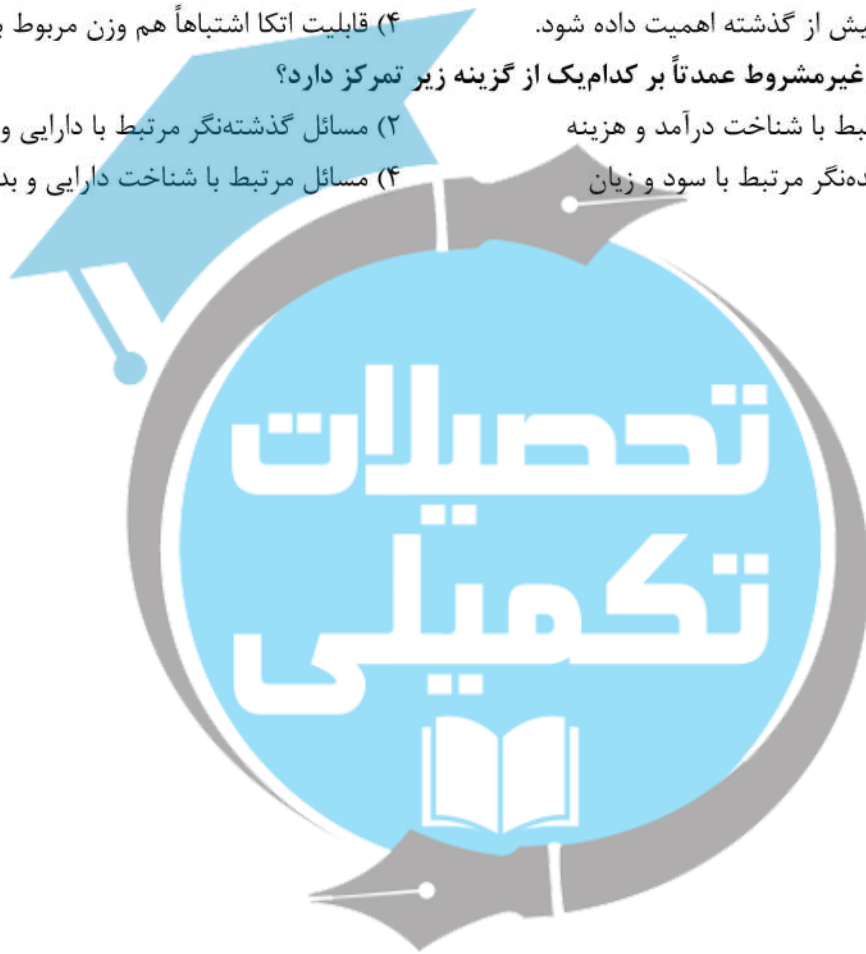 یش از گذشته اهمیت داده شود. ۴) قابلیت اتکا اشتباهاً هم وزن مربوط ب
غیرمشروط عمدتاً بر کدام‌یک از گزینه زیر تمرکز دارد؟
بط با شناخت درآمد و هزینه ۲) مسائل گذشته‌نگر مرتبط با دارایی و
ده‌نگر مرتبط با سود و زیان ۴) مسائل مرتبط با شناخت دارایی و بد
تحصیلات
تکمیلی